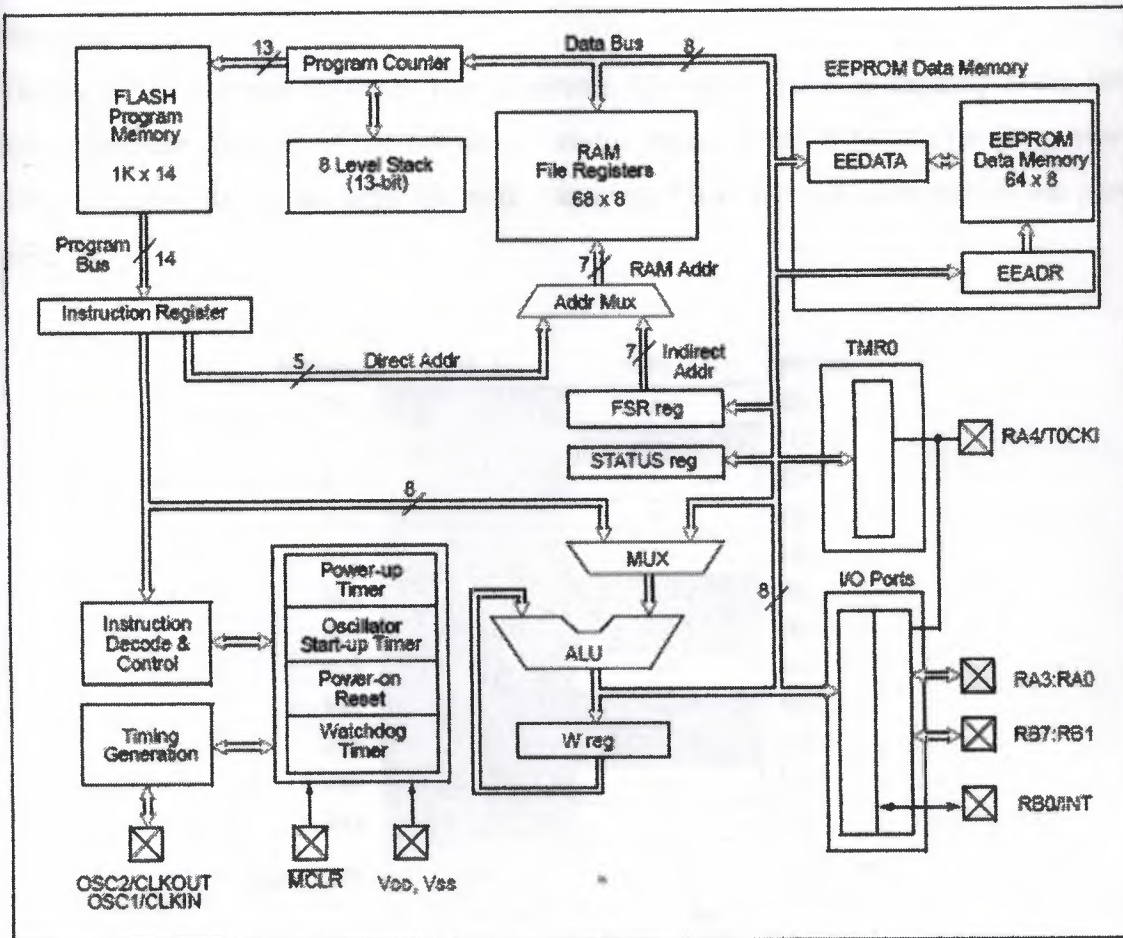 Data Bus
8
13
Program Counter
EEPROM Data Memory
FLASH
Program
Memory
1K x 14
8 Level Stack
(13-bit)
RAM
File Registers
68 x 8
EEDATA
EEPROM
Data Memory
64 x 8
Program
Bus
14
7
RAM Addr
EEADR
Instruction Register
Addr Mux
5
Direct Addr
7
Indirect
Addr
TMR0
FSR reg
RA4/T0CKI
STATUS reg
8
MUX
Power-up
Timer
8
I/O Ports
Instruction
Decode &
Control
Oscillator
Start-up Timer
ALU
Power-on
Reset
RA3:RA0
Timing
Generation
Watchdog
Timer
W reg
RB7:RB1
RB0/INT
OSC2/CLKOUT
OSC1/CLKIN
MCLR
VDD, VSS